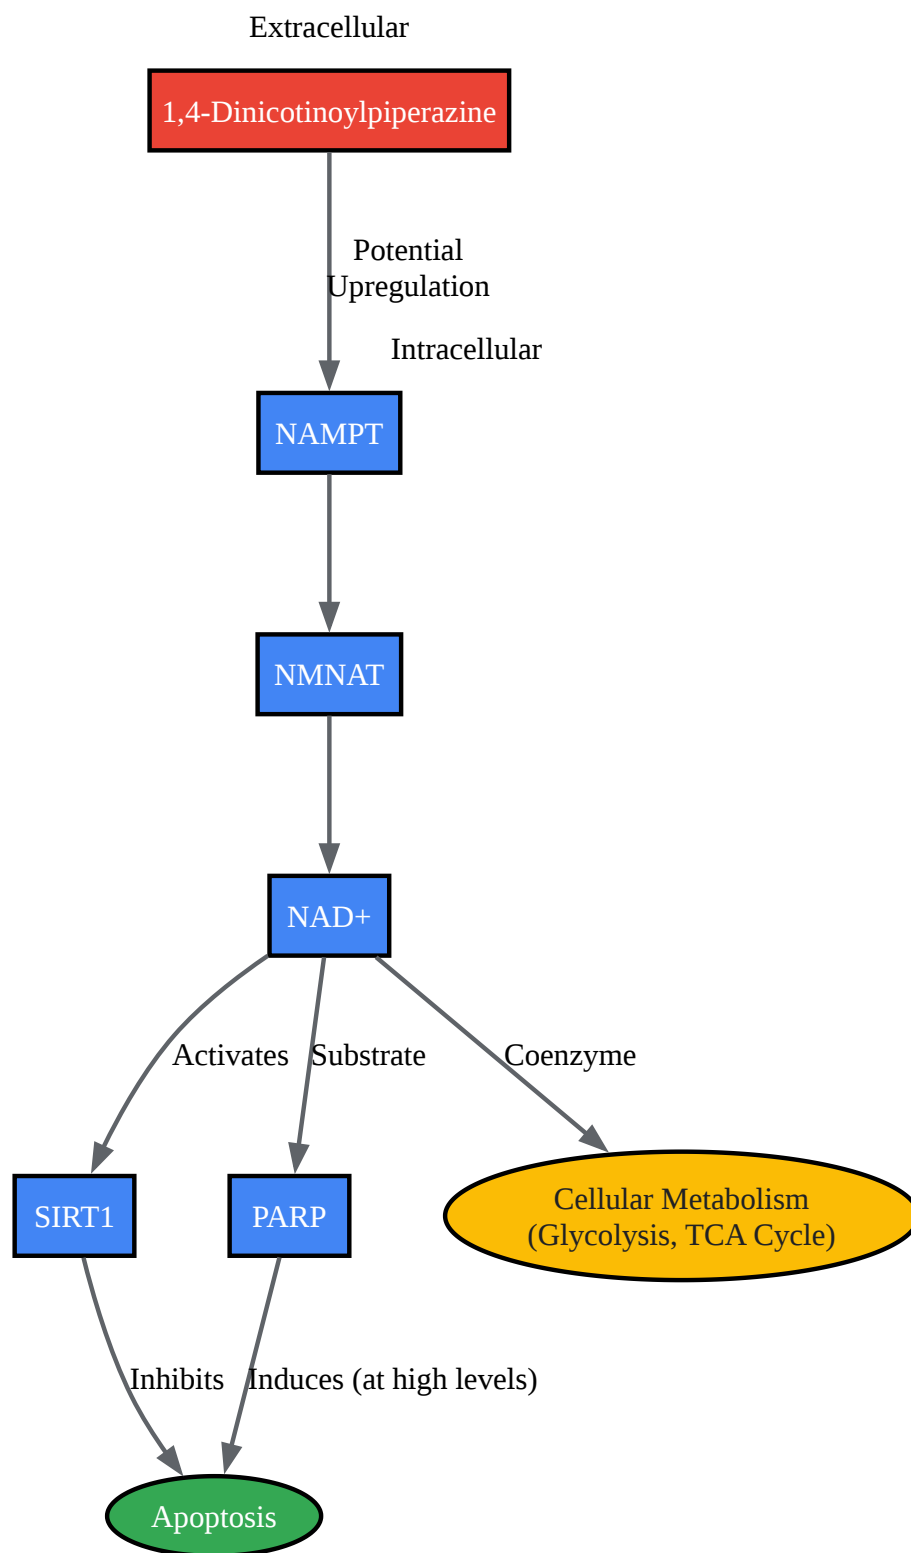 Extracellular
1,4-Dinicotinoylpiperazine
Potential
Upregulation
Intracellular
NAMPT
NMNAT
NAD+
Activates
Substrate
Coenzyme
SIRT1
PARP
Cellular Metabolism
(Glycolysis, TCA Cycle)
Inhibits
Induces (at high levels)
Apoptosis